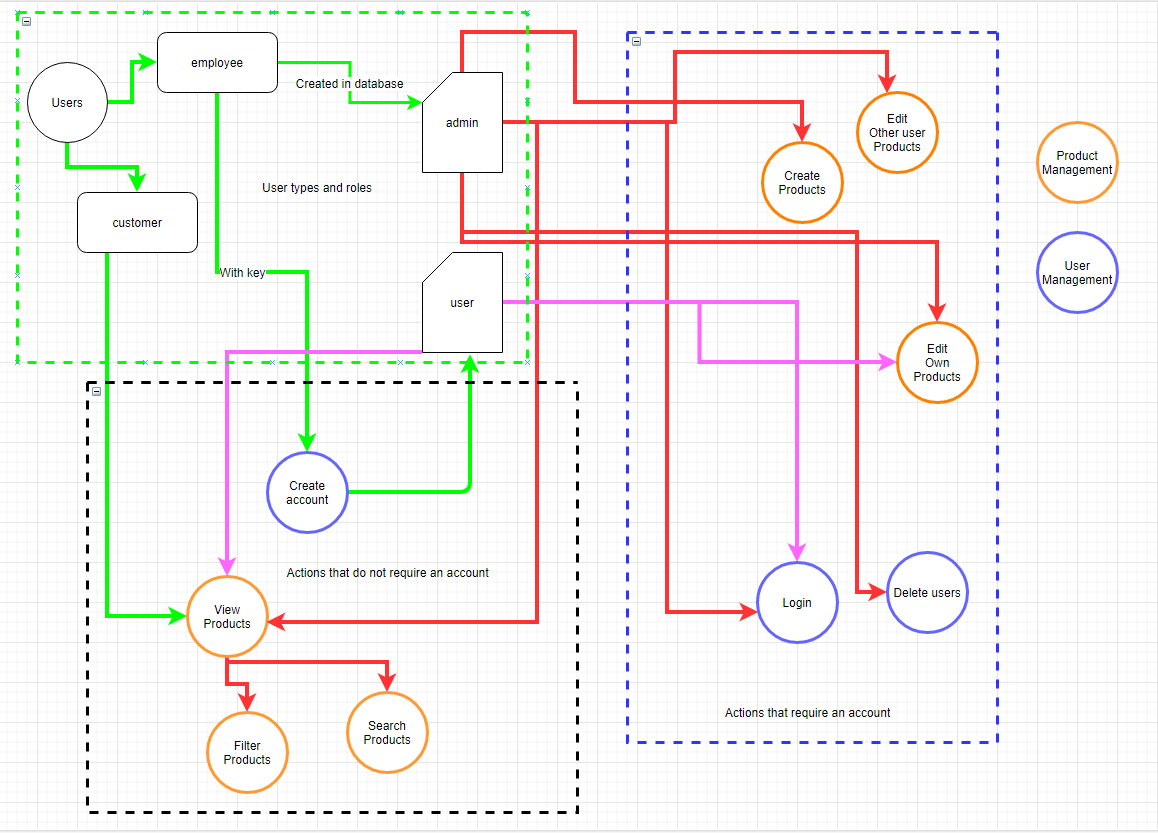 Users
employee
Created in database
admin
customer
User types and roles
With key
user
Create
account
Actions that do not require an account
View
Products
Filter
Products
Search
Products
Edit
Other user
Products
Create
Products
Edit
Own
Products
Login
Delete users
Actions that require an account
Product
Management
User
Management